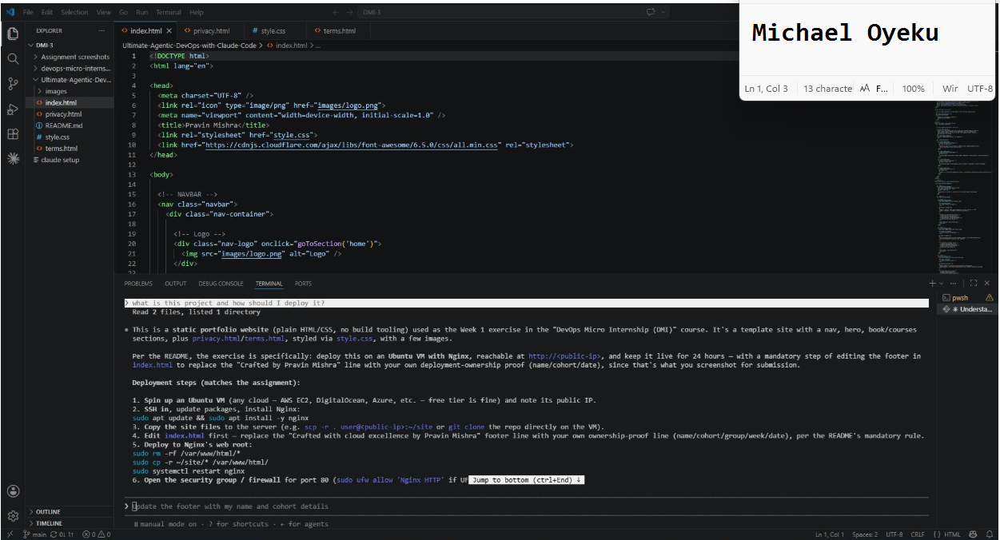 File Edit Selection View Go Run Terminal Help
DMI-3
Michael Oyeku
Ln 1, Col 3 13 characte F... 100% Wir UTF-8
EXPLORER
DMI-3
Assignment screeshots
devops-micro-interns...
Ultimate-Agentic-Dev...
images
index.html
privacy.html
README.md
style.css
terms.html
claude setup
OUTLINE
TIMELINE
index.html privacy.html style.css terms.html
Ultimate-Agentic-DevOps-with-Claude-Code > index.html > ...
1 <!DOCTYPE html>
2 <html lang="en">
3
4 <head>
5 <meta charset="UTF-8" />
6 <link rel="icon" type="image/png" href="images/logo.png">
7 <meta name="viewport" content="width=device-width, initial-scale=1.0" />
8 <title>Pravin Mishra</title>
9 <link rel="stylesheet" href="style.css">
10 <link href="https://cdnjs.cloudflare.com/ajax/libs/font-awesome/6.5.0/css/all.min.css" rel="stylesheet">
11 </head>
12
13 <body>
14
15 <!-- NAVBAR -->
16 <nav class="navbar">
17 <div class="nav-container">
18
19 <!-- Logo -->
20 <div class="nav-logo" onclick="goToSection('home')">
21 <img src="images/logo.png" alt="Logo" />
22 </div>
23
PROBLEMS OUTPUT DEBUG CONSOLE TERMINAL PORTS
pwsh
Understa...
> what is this project and how should I deploy it?
Read 2 files, listed 1 directory
● This is a static portfolio website (plain HTML/CSS, no build tooling) used as the Week 1 exercise in the "DevOps Micro Internship (DMI)" course. It's a template site with a nav, hero, book/courses
sections, plus privacy.html/terms.html, styled via style.css, with a few images.
Per the README, the exercise is specifically: deploy this on an Ubuntu VM with Nginx, reachable at http://<public-ip>, and keep it live for 24 hours — with a mandatory step of editing the footer in
index.html to replace the "Crafted by Pravin Mishra" line with your own deployment-ownership proof (name/cohort/date), since that's what you screenshot for submission.
Deployment steps (matches the assignment):
1. Spin up an Ubuntu VM (any cloud — AWS EC2, DigitalOcean, Azure, etc. — free tier is fine) and note its public IP.
2. SSH in, update packages, install Nginx:
sudo apt update && sudo apt install -y nginx
3. Copy the site files to the server (e.g. scp -r . user@<public-ip>:~/site or git clone the repo directly on the VM).
4. Edit index.html first — replace the "Crafted with cloud excellence by Pravin Mishra" footer line with your own ownership-proof line (name/cohort/group/week/date), per the README's mandatory rule.
5. Deploy to Nginx's web root:
sudo rm -rf /var/www/html/*
sudo cp -r ~/site/* /var/www/html/
sudo systemctl restart nginx
6. Open the security group / firewall for port 80 (sudo ufw allow 'Nginx HTTP' if UF Jump to bottom (ctrl+End) ↓
> update the footer with my name and cohort details
manual mode on · ? for shortcuts · ← for agents
main 0↓ 1↑ 0 0 Ln 1, Col 1 Spaces: 2 UTF-8 CRLF { } HTML